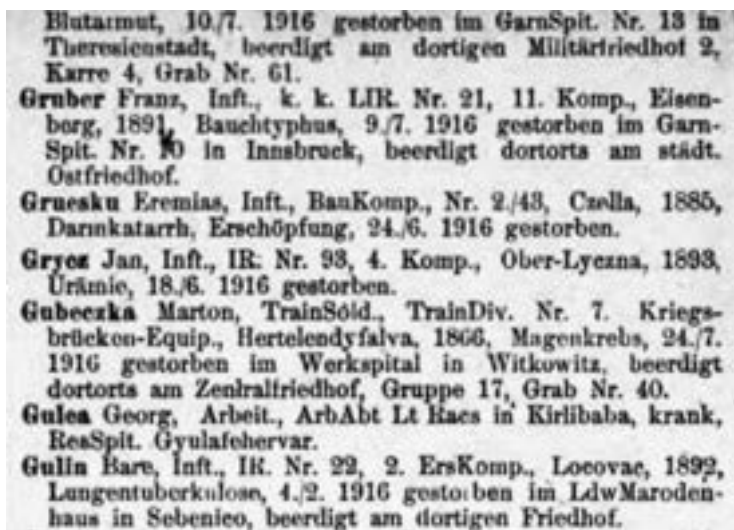 Blutarmut, 10./7. 1916 gestorben im GarnSpit. Nr. 13 in
Theresienstadt, beerdigt am dortigen Militärfriedhof 2,
Karre 4, Grab Nr. 61.
Gruber Franz, Inft., k. k. LIR. Nr. 21, 11. Komp., Eisen-
berg, 1891, Bauchtyphus, 9./7. 1916 gestorben im Garn-
Spit. Nr. 10 in Innsbruck, beerdigt dortorts am städt.
Ostfriedhof.
Gruesku Eremias, Inft., BauKomp., Nr. 2./43, Czella, 1885,
Darmkatarrh, Erschöpfung, 24./6. 1916 gestorben.
Grycz Jan, Inft., IR. Nr. 93, 4. Komp., Ober-Lyczna, 1893,
Urämie, 18./6. 1916 gestorben.
Gubeczka Marton, TrainSold., TrainDiv. Nr. 7. Kriegs-
brücken-Equip., Hertelendyfalva, 1866, Magenkrebs, 24./7.
1916 gestorben im Werkspital in Witkowitz, beerdigt
dortorts am Zentralfriedhof, Gruppe 17, Grab Nr. 40.
Gulea Georg, Arbeit., ArbAbt Lt Racs in Kirlibaba, krank,
ResSpit. Gyulafehervar.
Gulin Bare, Inft., IR. Nr. 22, 2. ErsKomp., Locovac, 1892,
Lungentuberkulose, 4./2. 1916 gestorben im LdwMaroden-
haus in Sebenico, beerdigt am dortigen Friedhof.